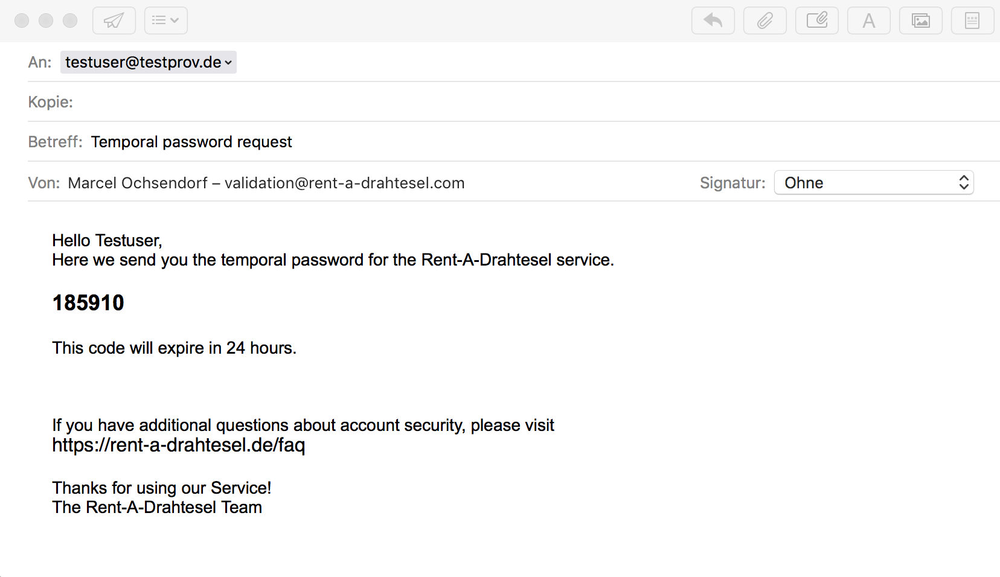 An: testuser@testprov.de
Kopie:
Betreff: Temporal password request
Von: Marcel Ochsendorf – validation@rent-a-drahtesel.com Signatur: Ohne
Hello Testuser,
Here we send you the temporal password for the Rent-A-Drahtesel service.
185910
This code will expire in 24 hours.
If you have additional questions about account security, please visit
https://rent-a-drahtesel.de/faq
Thanks for using our Service!
The Rent-A-Drahtesel Team